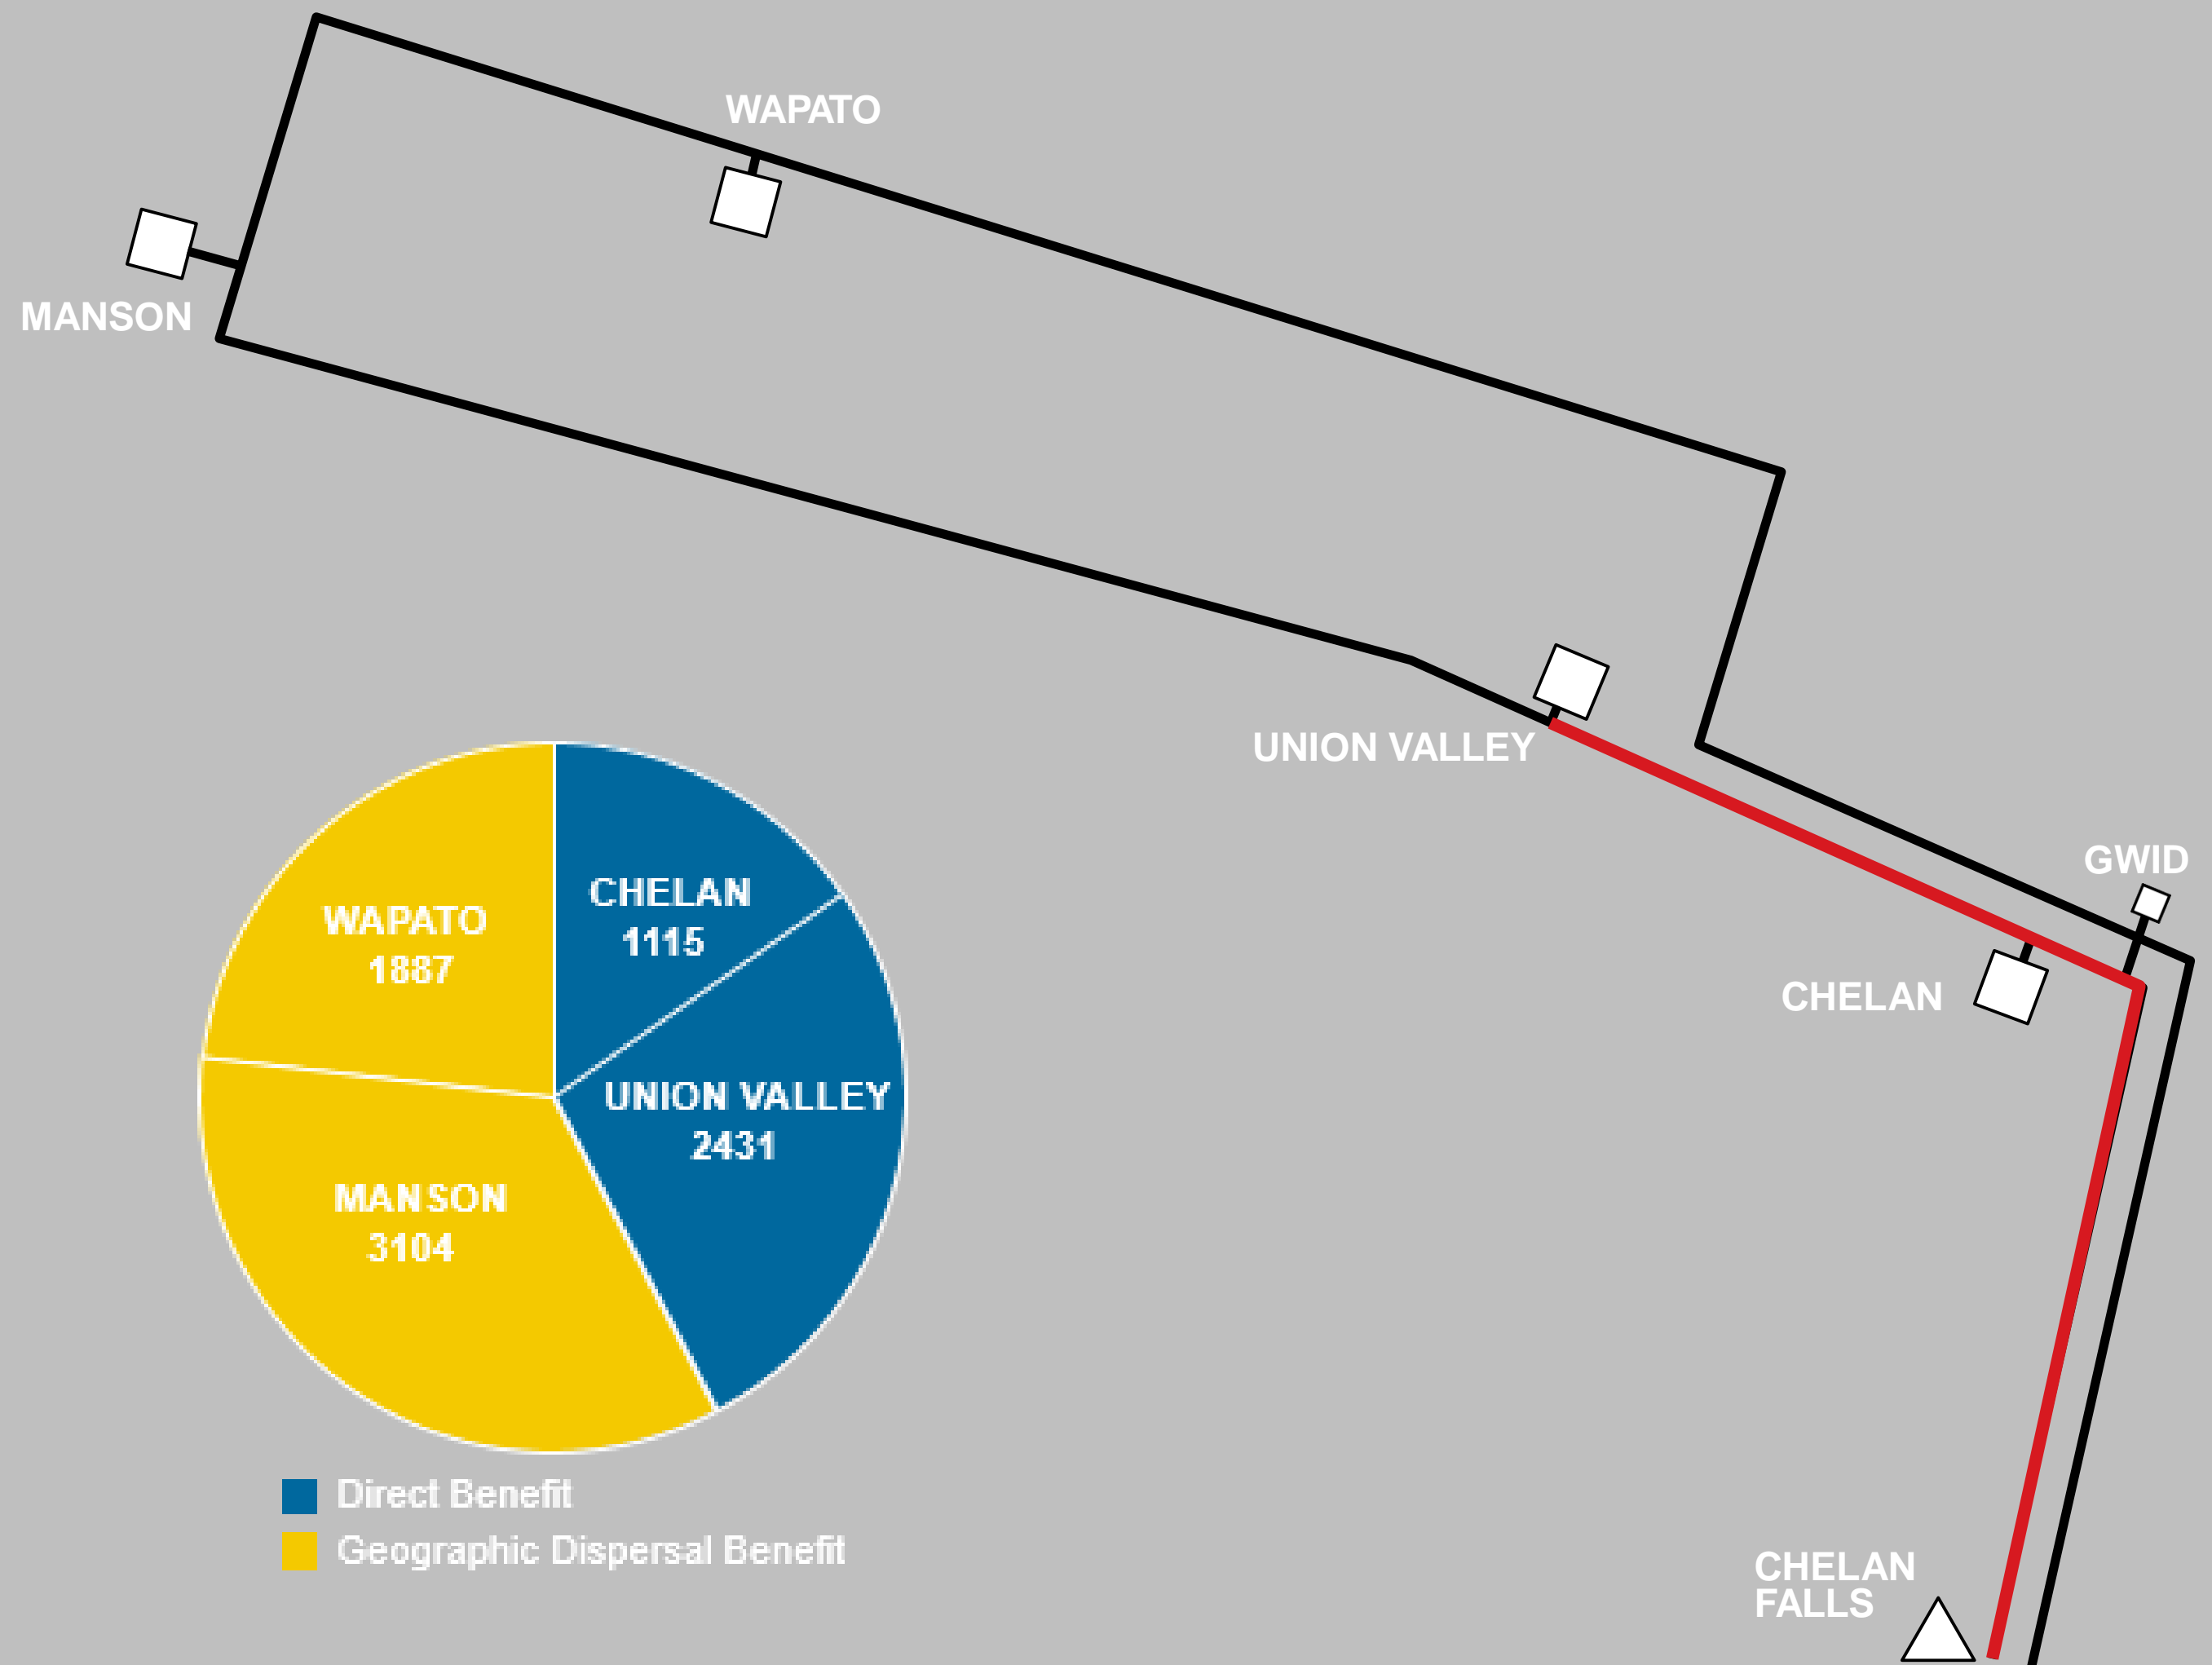 WAPATO
MANSON
UNION VALLEY
GWID
CHELAN
CHELAN
1115
WAPATO
1887
UNION VALLEY
2431
MANSON
3104
Direct Benefit
Geographic Dispersal Benefit
CHELAN
FALLS